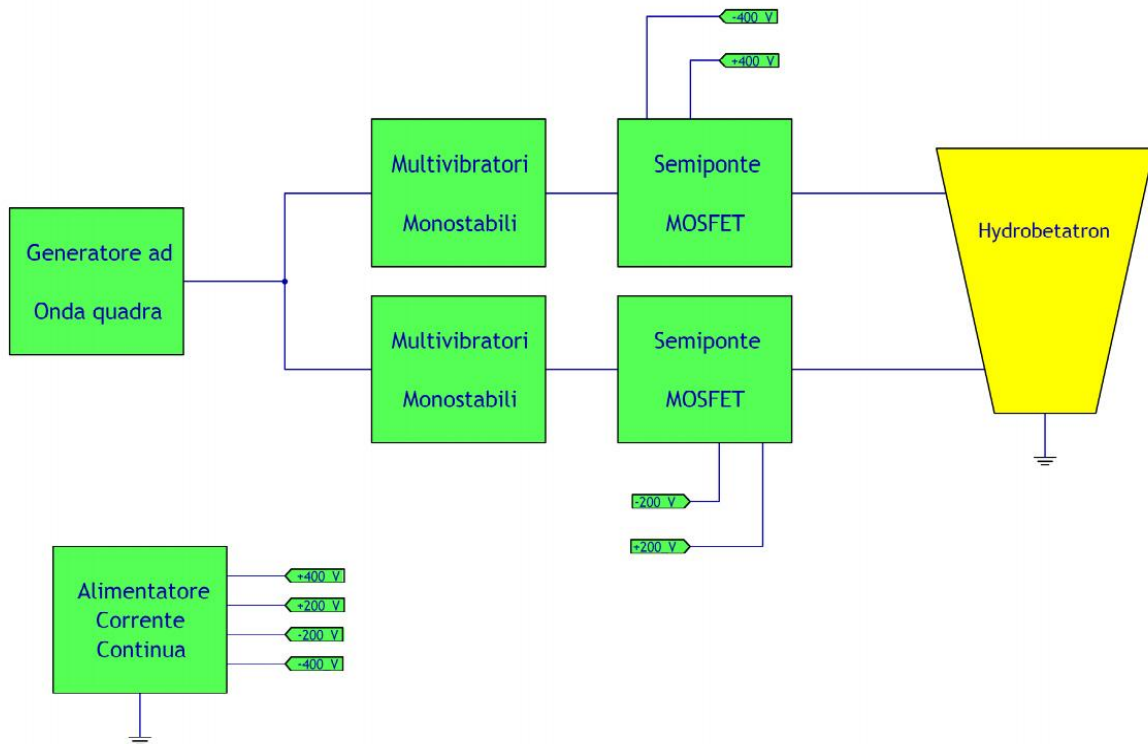 -400 V
+400 V
Multivibratori
Monostabili
Semiponte
MOSFET
Hydrobetatron
Generatore ad
Onda quadra
Multivibratori
Monostabili
Semiponte
MOSFET
-200 V
+200 V
Alimentatore
Corrente
Continua
+400 V
+200 V
-200 V
-400 V